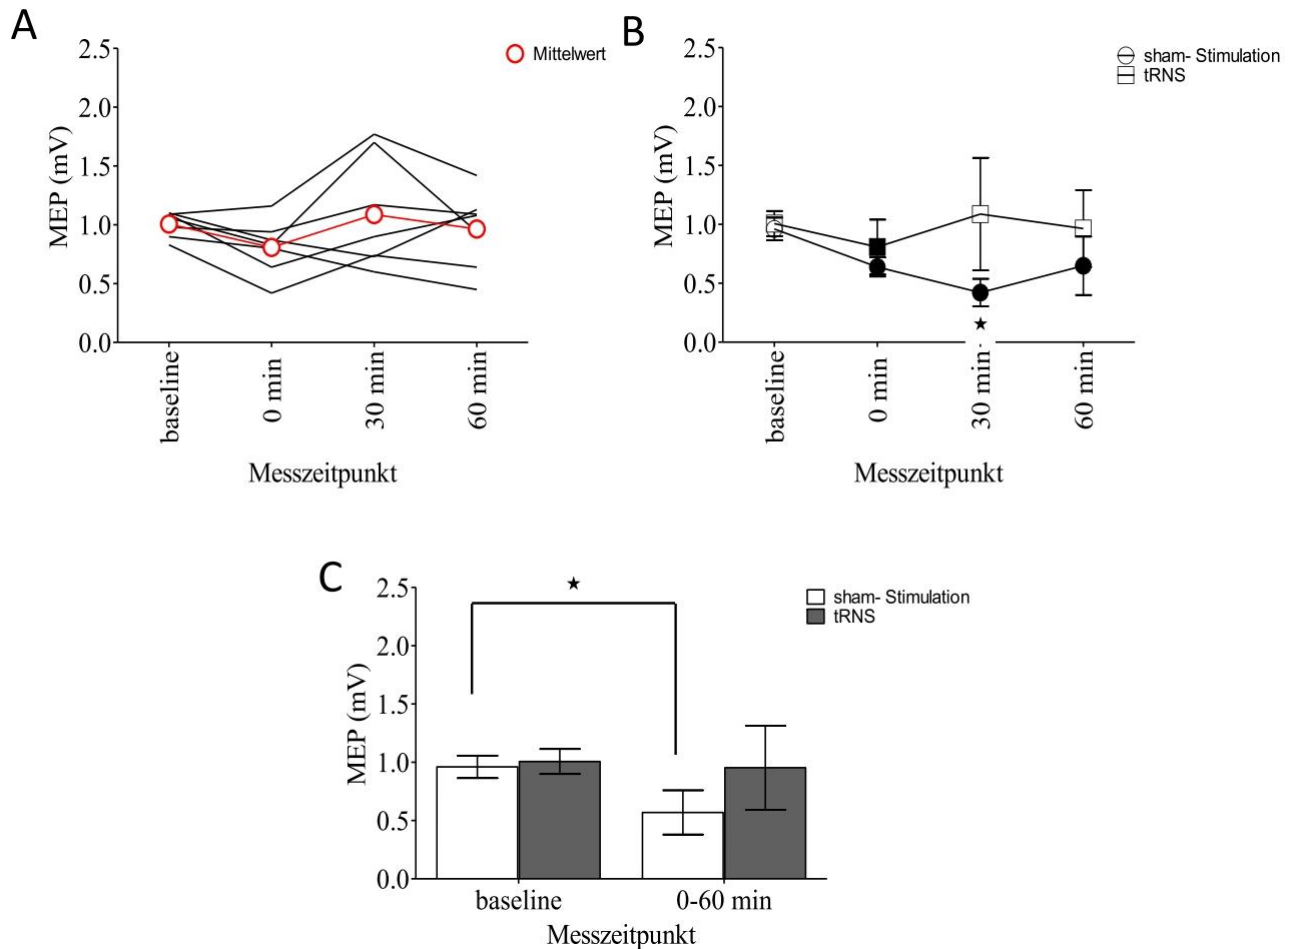 A
Mittelwert
MEP (mV)
2.5
2.0
1.5
1.0
0.5
0.0
baseline
0 min
30 min
60 min
Messzeitpunkt
B
sham- Stimulation
tRNS
MEP (mV)
2.5
2.0
1.5
1.0
0.5
0.0
baseline
0 min
30 min
60 min
Messzeitpunkt
C
sham- Stimulation
tRNS
MEP (mV)
2.5
2.0
1.5
1.0
0.5
0.0
baseline
0-60 min
Messzeitpunkt